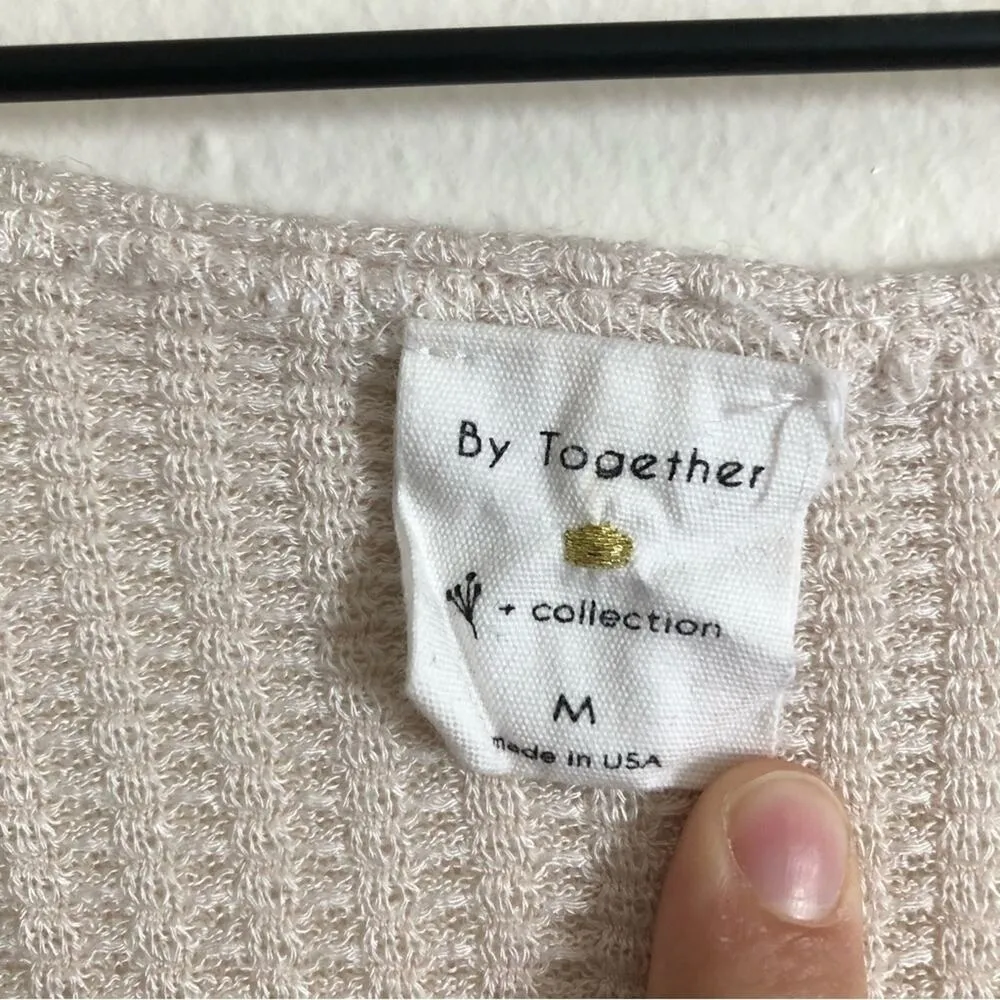 By Together
+ collection
M
made in USA